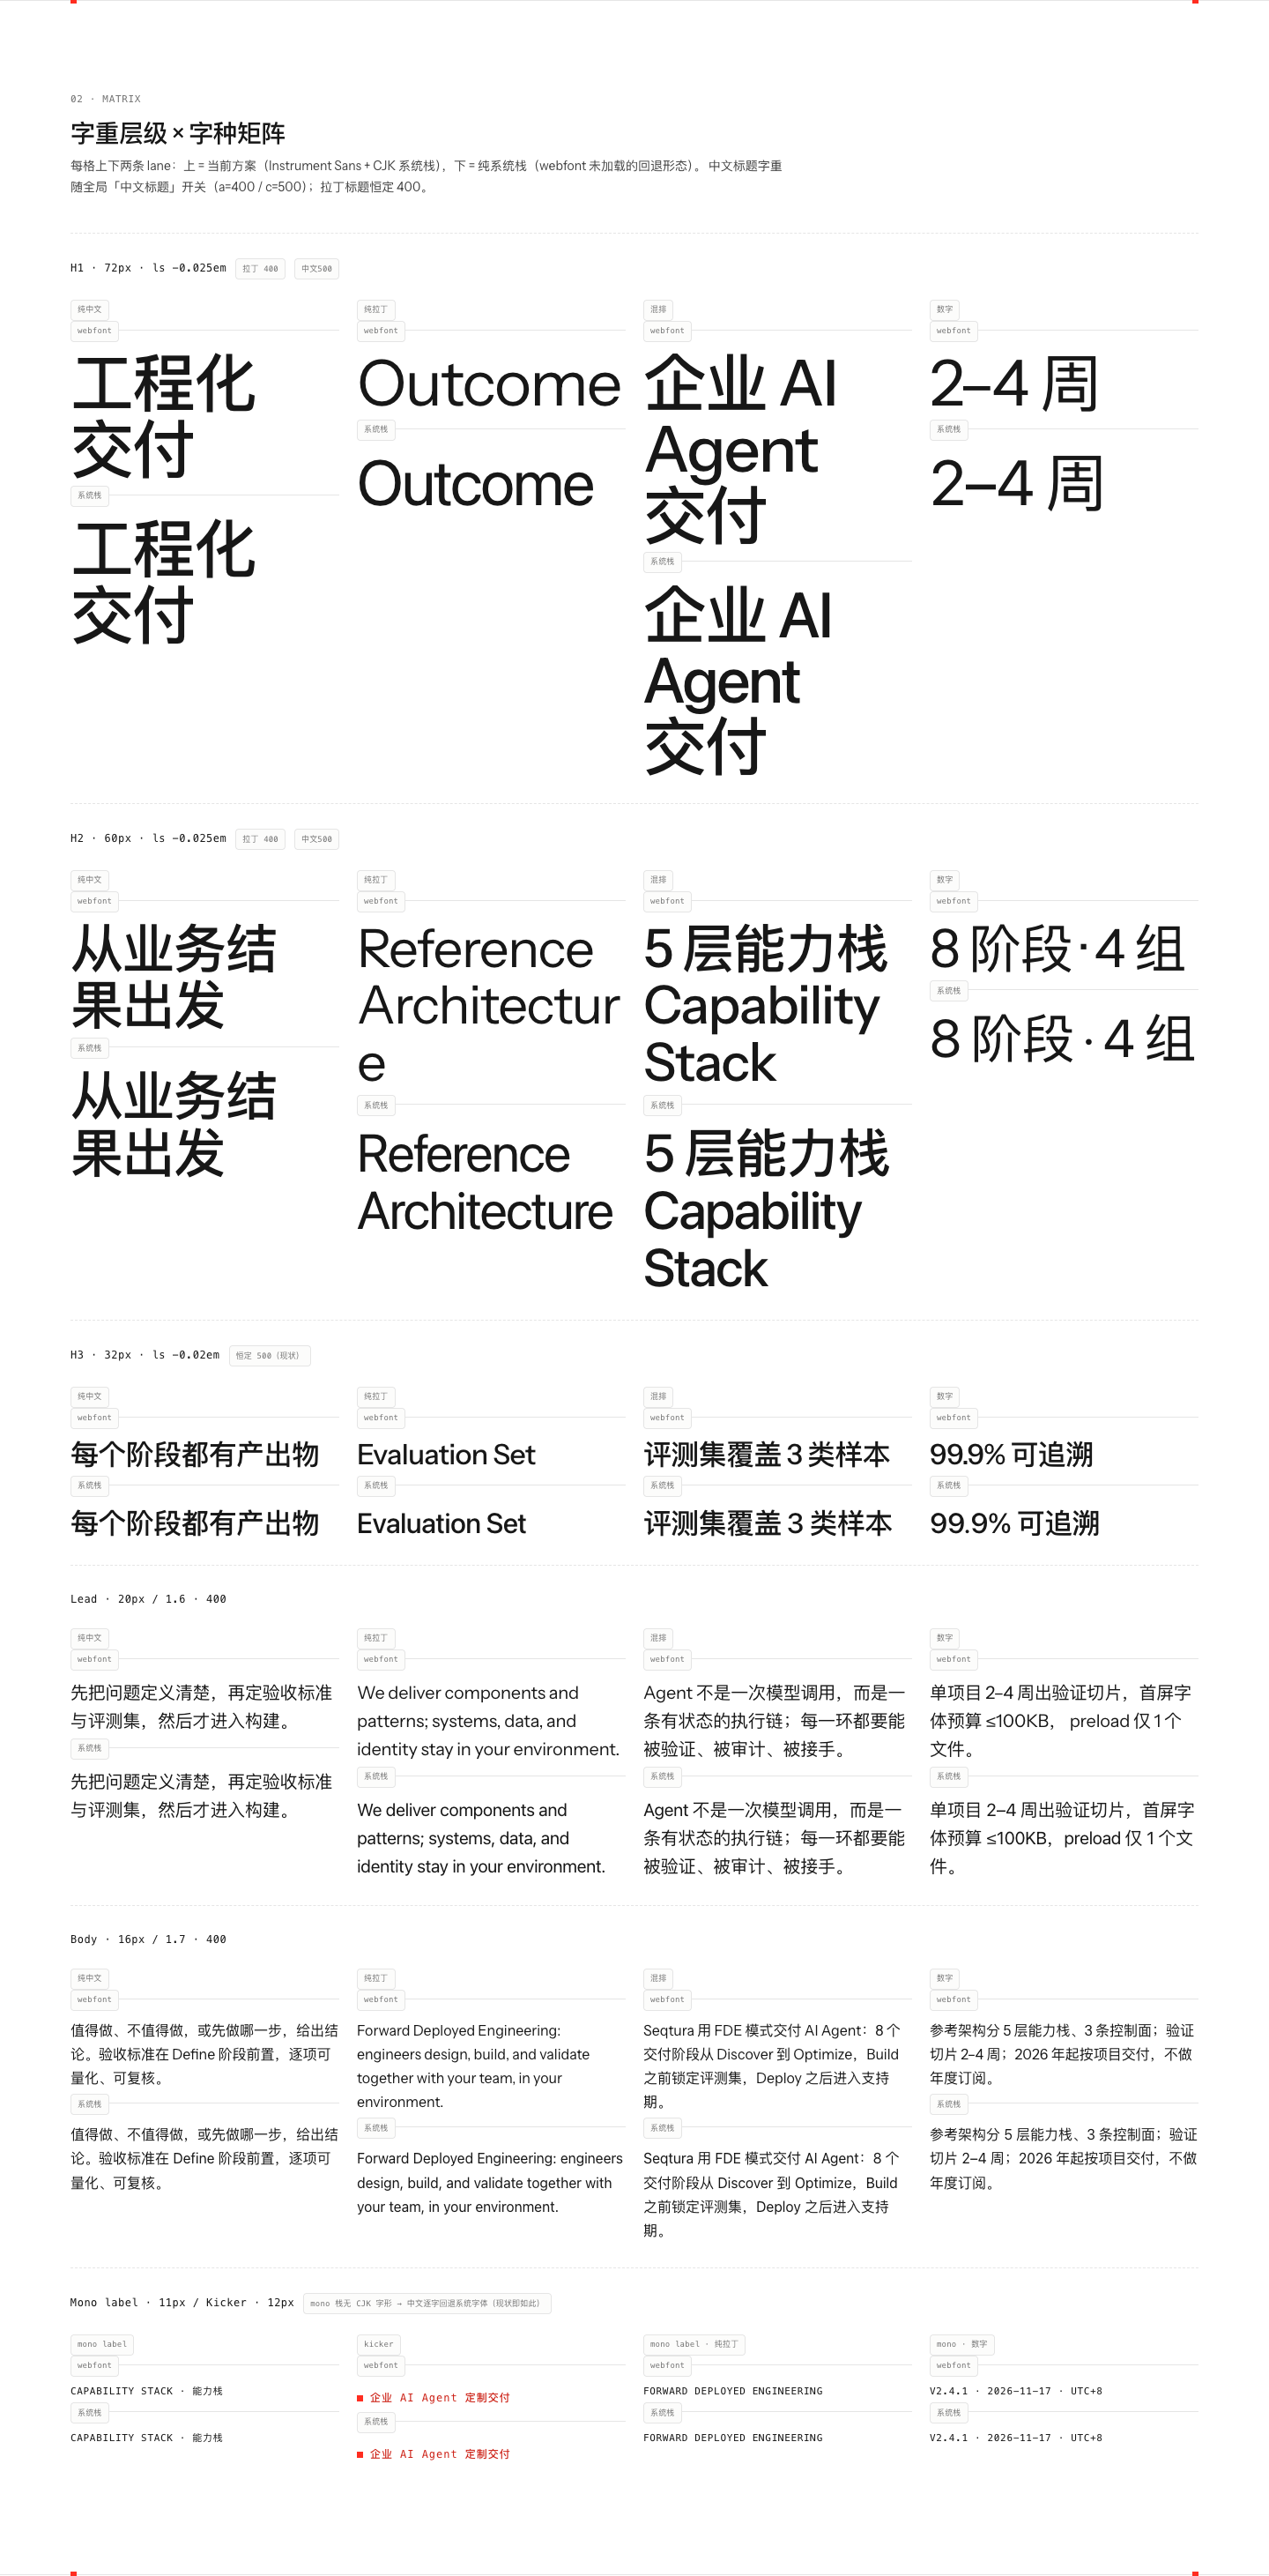 02 · MATRIX
字重层级 × 字种矩阵
每格上下两条 lane：上 = 当前方案（Instrument Sans + CJK 系统栈），下 = 纯系统栈（webfont 未加载的回退形态）。中文标题字重
随全局「中文标题」开关（a=400 / c=500）；拉丁标题恒定 400。
H1 · 72px · ls −0.025em 拉丁 400 中文500
纯中文
webfont
工程化
交付
系统栈
工程化
交付
纯拉丁
webfont
Outcome
系统栈
Outcome
混排
webfont
企业 AI
Agent
交付
系统栈
企业 AI
Agent
交付
数字
webfont
2–4 周
系统栈
2–4 周
H2 · 60px · ls −0.025em 拉丁 400 中文500
纯中文
webfont
从业务结
果出发
系统栈
从业务结
果出发
纯拉丁
webfont
Reference
Architectur
e
系统栈
Reference
Architecture
混排
webfont
5 层能力栈
Capability
Stack
系统栈
5 层能力栈
Capability
Stack
数字
webfont
8 阶段 · 4 组
系统栈
8 阶段 · 4 组
H3 · 32px · ls −0.02em 恒定 500（现状）
纯中文
webfont
每个阶段都有产出物
系统栈
每个阶段都有产出物
纯拉丁
webfont
Evaluation Set
系统栈
Evaluation Set
混排
webfont
评测集覆盖 3 类样本
系统栈
评测集覆盖 3 类样本
数字
webfont
99.9% 可追溯
系统栈
99.9% 可追溯
Lead · 20px / 1.6 · 400
纯中文
webfont
先把问题定义清楚，再定验收标准
与评测集，然后才进入构建。
系统栈
先把问题定义清楚，再定验收标准
与评测集，然后才进入构建。
纯拉丁
webfont
We deliver components and
patterns; systems, data, and
identity stay in your environment.
系统栈
We deliver components and
patterns; systems, data, and
identity stay in your environment.
混排
webfont
Agent 不是一次模型调用，而是一
条有状态的执行链；每一环都要能
被验证、被审计、被接手。
系统栈
Agent 不是一次模型调用，而是一
条有状态的执行链；每一环都要能
被验证、被审计、被接手。
数字
webfont
单项目 2–4 周出验证切片，首屏字
体预算 ≤100KB， preload 仅 1 个
文件。
系统栈
单项目 2–4 周出验证切片，首屏字
体预算 ≤100KB，preload 仅 1 个文
件。
Body · 16px / 1.7 · 400
纯中文
webfont
值得做、不值得做，或先做哪一步，给出结
论。验收标准在 Define 阶段前置，逐项可
量化、可复核。
系统栈
值得做、不值得做，或先做哪一步，给出结
论。验收标准在 Define 阶段前置，逐项可
量化、可复核。
纯拉丁
webfont
Forward Deployed Engineering:
engineers design, build, and validate
together with your team, in your
environment.
系统栈
Forward Deployed Engineering: engineers
design, build, and validate together with
your team, in your environment.
混排
webfont
Seqtura 用 FDE 模式交付 AI Agent：8 个
交付阶段从 Discover 到 Optimize，Build
之前锁定评测集，Deploy 之后进入支持
期。
系统栈
Seqtura 用 FDE 模式交付 AI Agent：8 个
交付阶段从 Discover 到 Optimize，Build
之前锁定评测集，Deploy 之后进入支持
期。
数字
webfont
参考架构分 5 层能力栈、3 条控制面；验证
切片 2–4 周；2026 年起按项目交付，不做
年度订阅。
系统栈
参考架构分 5 层能力栈、3 条控制面；验证
切片 2–4 周；2026 年起按项目交付，不做
年度订阅。
Mono label · 11px / Kicker · 12px mono 栈无 CJK 字形 → 中文逐字回退系统字体（现状即如此）
mono label
webfont
CAPABILITY STACK · 能力栈
系统栈
CAPABILITY STACK · 能力栈
kicker
webfont
企业 AI Agent 定制交付
系统栈
企业 AI Agent 定制交付
mono label · 纯拉丁
webfont
FORWARD DEPLOYED ENGINEERING
系统栈
FORWARD DEPLOYED ENGINEERING
mono · 数字
webfont
V2.4.1 · 2026–11–17 · UTC+8
系统栈
V2.4.1 · 2026–11–17 · UTC+8